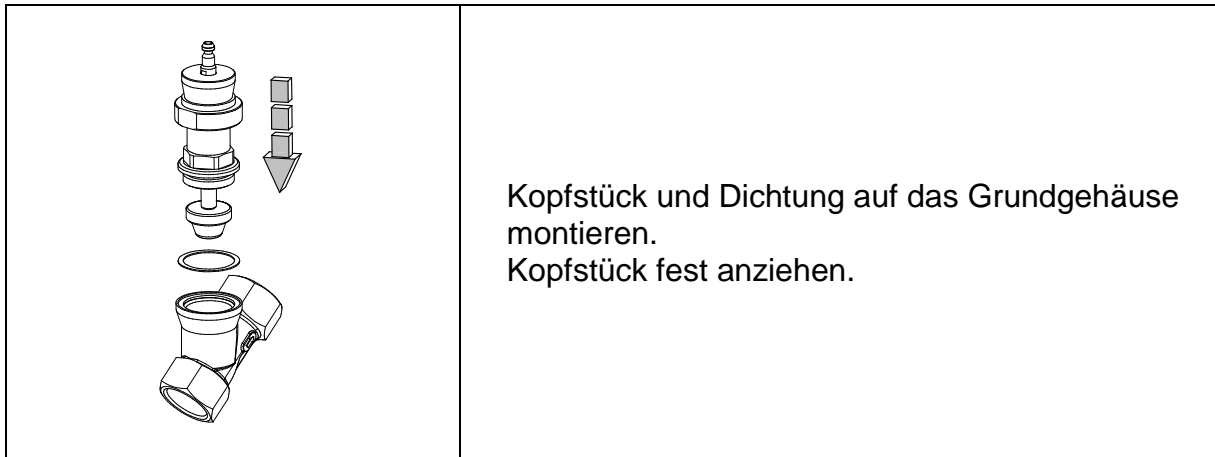 Kopfstück und Dichtung auf das Grundgehäuse
montieren.
Kopfstück fest anziehen.